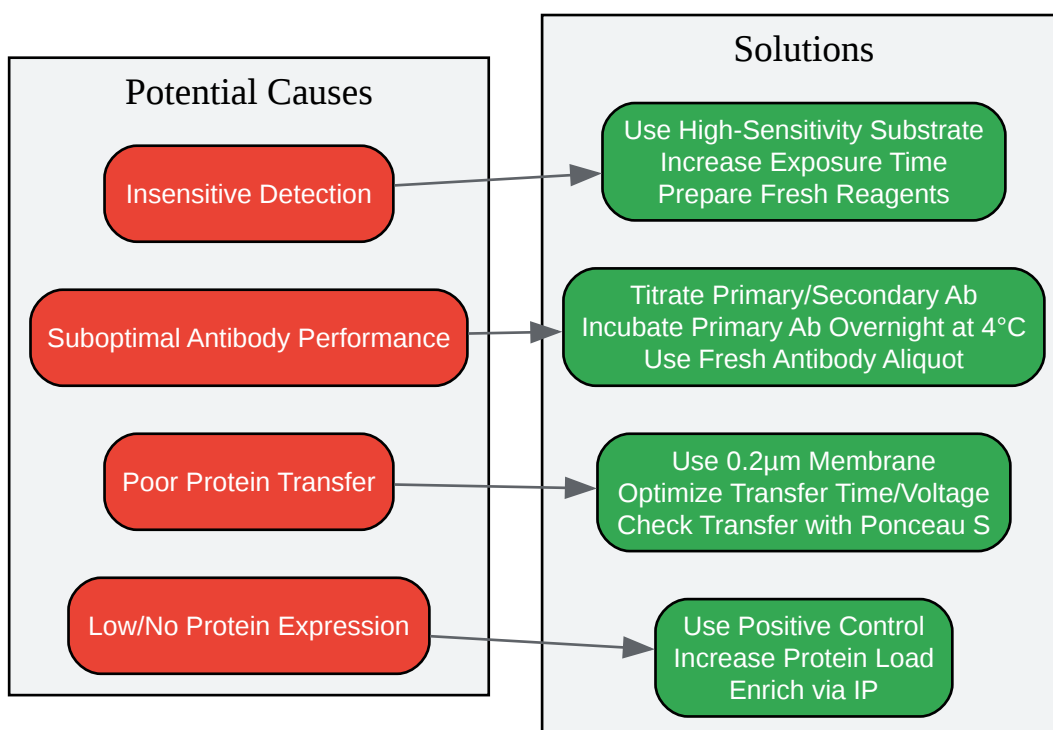 Potential Causes
Insensitive Detection
Suboptimal Antibody Performance
Poor Protein Transfer
Low/No Protein Expression
Solutions
Use High-Sensitivity Substrate
Increase Exposure Time
Prepare Fresh Reagents
Titrate Primary/Secondary Ab
Incubate Primary Ab Overnight at 4°C
Use Fresh Antibody Aliquot
Use 0.2µm Membrane
Optimize Transfer Time/Voltage
Check Transfer with Ponceau S
Use Positive Control
Increase Protein Load
Enrich via IP